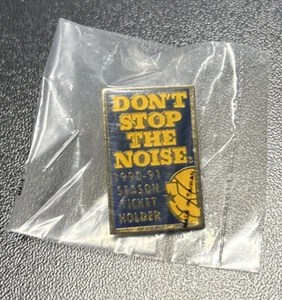 DON'T
STOP
THE
NOISE
1990-91
SEASON
TICKET
HOLDER